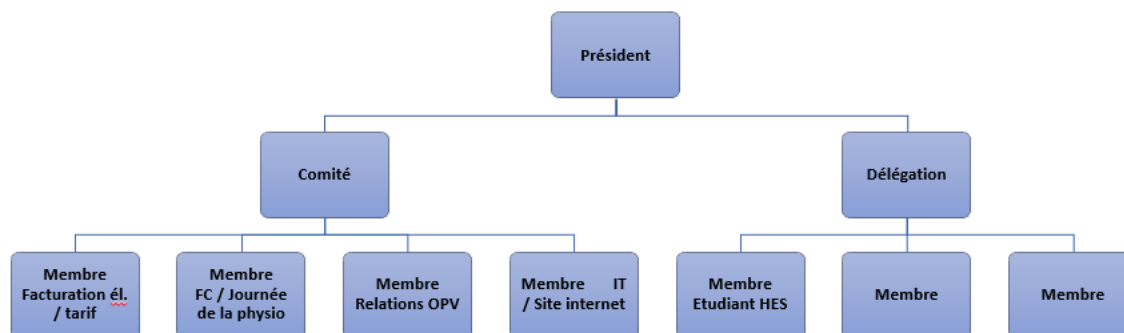 Président
Comité
Délégation
Membre
Facturation él.
/ tarif
Membre
FC / Journée
de la physio
Membre
Relations OPV
Membre IT
/ Site internet
Membre
Etudiant HES
Membre
Membre